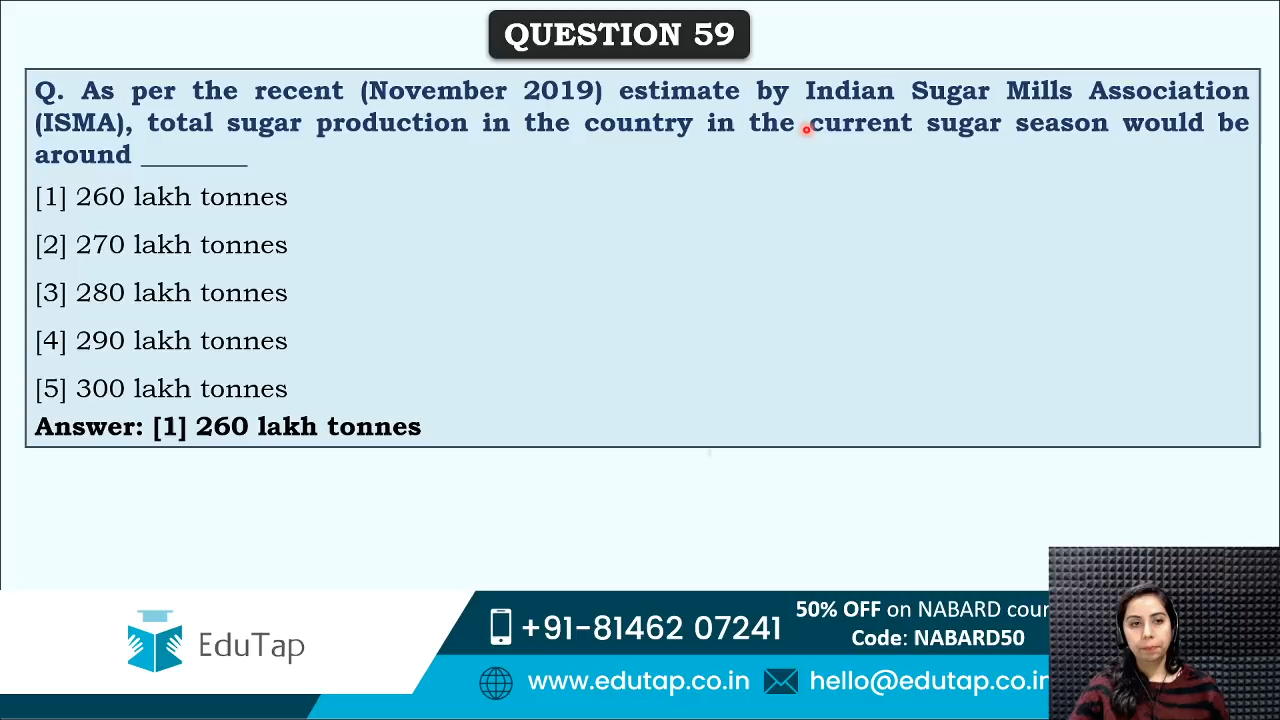 QUESTION 59
Q. As per the recent (November 2019) estimate by Indian Sugar Mills Association
(ISMA), total sugar production in the country in the current sugar season would be
around ________
[1] 260 lakh tonnes
[2] 270 lakh tonnes
[3] 280 lakh tonnes
[4] 290 lakh tonnes
[5] 300 lakh tonnes
Answer: [1] 260 lakh tonnes
EduTap
+91-81462 07241
50% OFF on NABARD cour
Code: NABARD50
www.edutap.co.in
hello@edutap.co.in